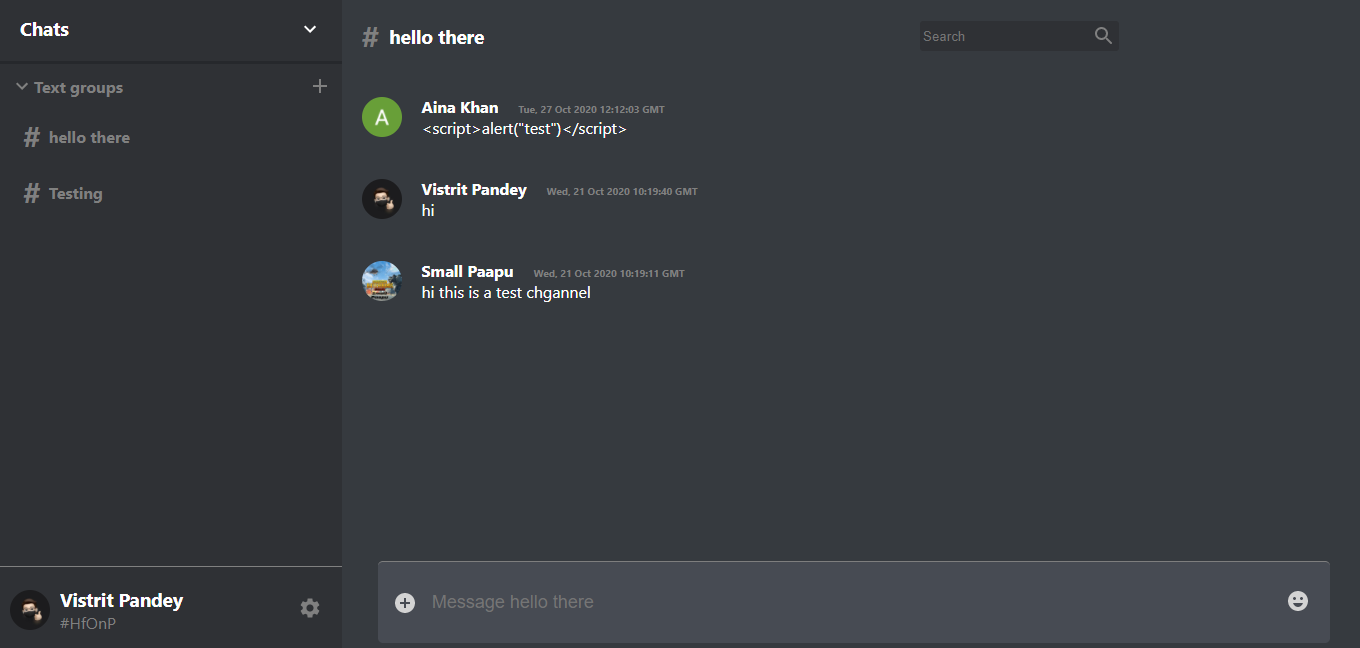 Chats
Text groups
# hello there
# Testing
Vistrit Pandey
#HfOnP
# hello there
Search
A
Aina Khan Tue, 27 Oct 2020 12:12:03 GMT
<script>alert("test")</script>
Vistrit Pandey Wed, 21 Oct 2020 10:19:40 GMT
hi
Small Paapu Wed, 21 Oct 2020 10:19:11 GMT
hi this is a test chgannel
Message hello there